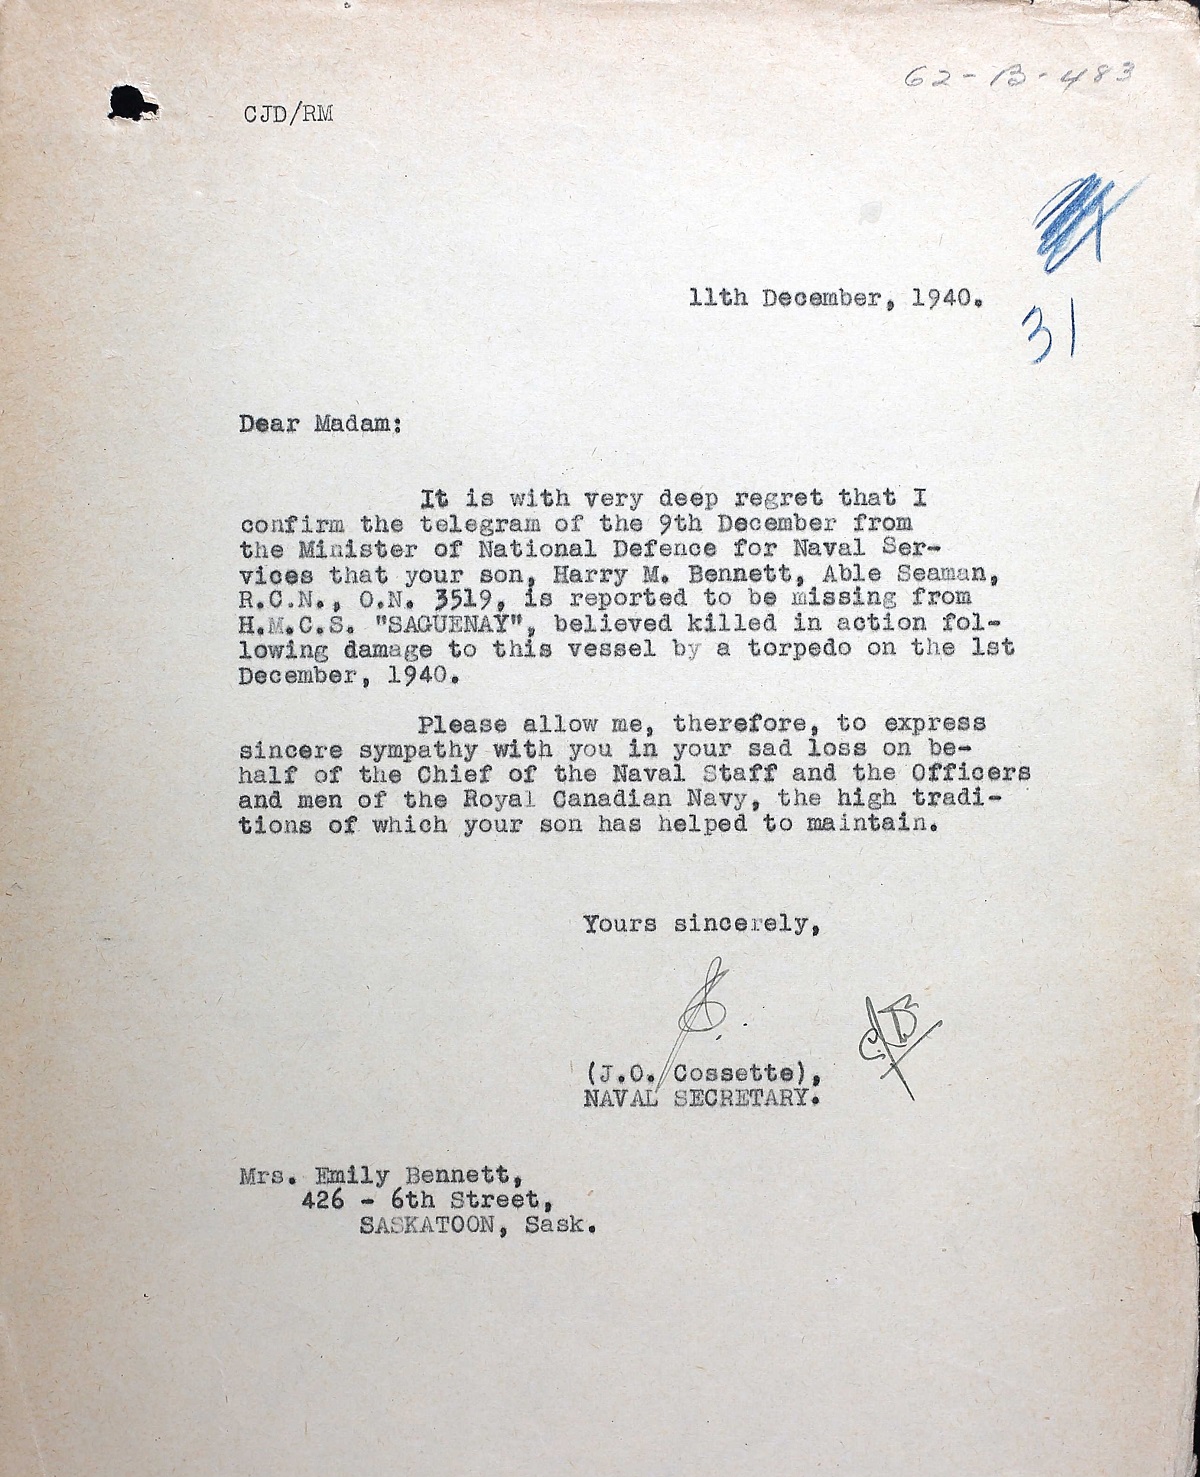 62-B-483
CJD/RM
11th December, 1940.
31
Dear Madam:
It is with very deep regret that I
confirm the telegram of the 9th December from
the Minister of National Defence for Naval Ser-
vices that your son, Harry M. Bennett, Able Seaman,
R.C.N., O.N. 3519, is reported to be missing from
H.M.C.S. "SAGUENAY", believed killed in action fol-
lowing damage to this vessel by a torpedo on the 1st
December, 1940.
Please allow me, therefore, to express
sincere sympathy with you in your sad loss on be-
half of the Chief of the Naval Staff and the Officers
and men of the Royal Canadian Navy, the high tradi-
tions of which your son has helped to maintain.
Yours sincerely,
(J.O. Cossette),
NAVAL SECRETARY.
Mrs. Emily Bennett,
426 - 6th Street,
SASKATOON, Sask.